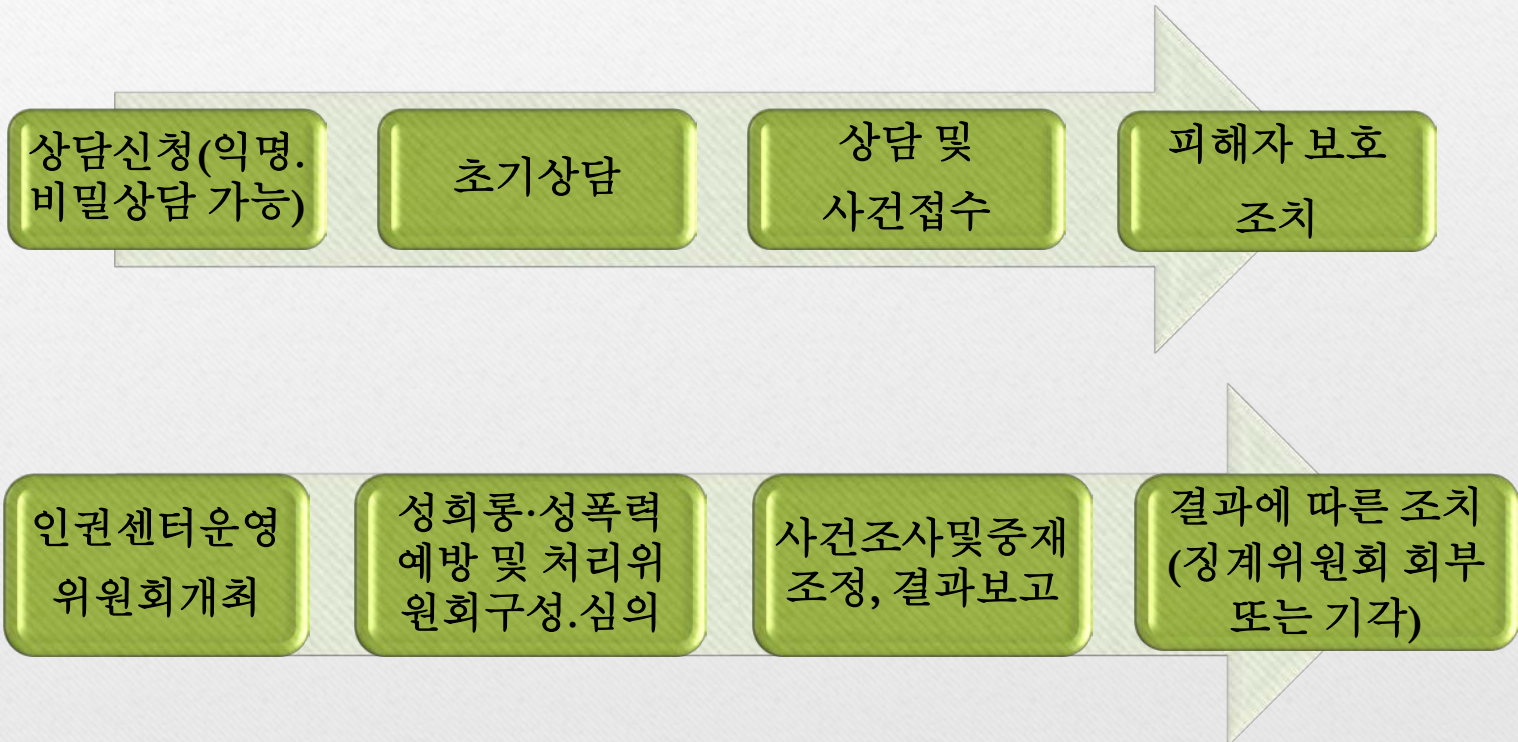 상담신청(익명.
비밀상담 가능)
초기상담
상담 및
사건접수
피해자 보호
조치
인권센터운영
위원회개최
성희롱·성폭력
예방 및 처리위
원회구성.심의
사건조사및중재
조정, 결과보고
결과에 따른 조치
(징계위원회 회부
또는 기각)